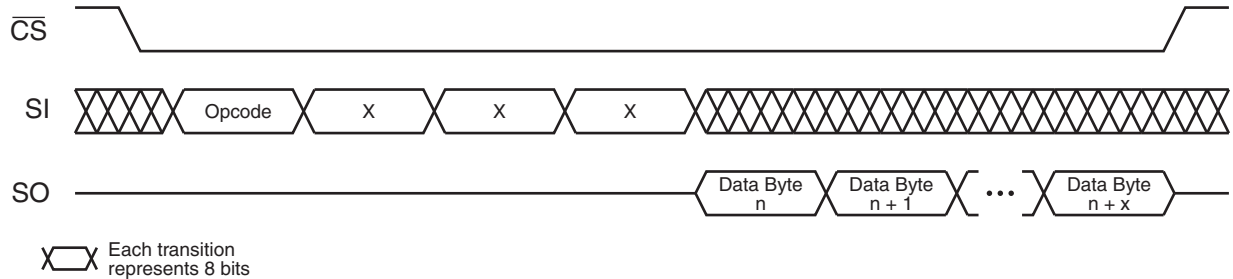 CS
SI
Opcode
X
X
X
SO
Data Byte
n
Data Byte
n + 1
•••
Data Byte
n + x
Each transition
represents 8 bits